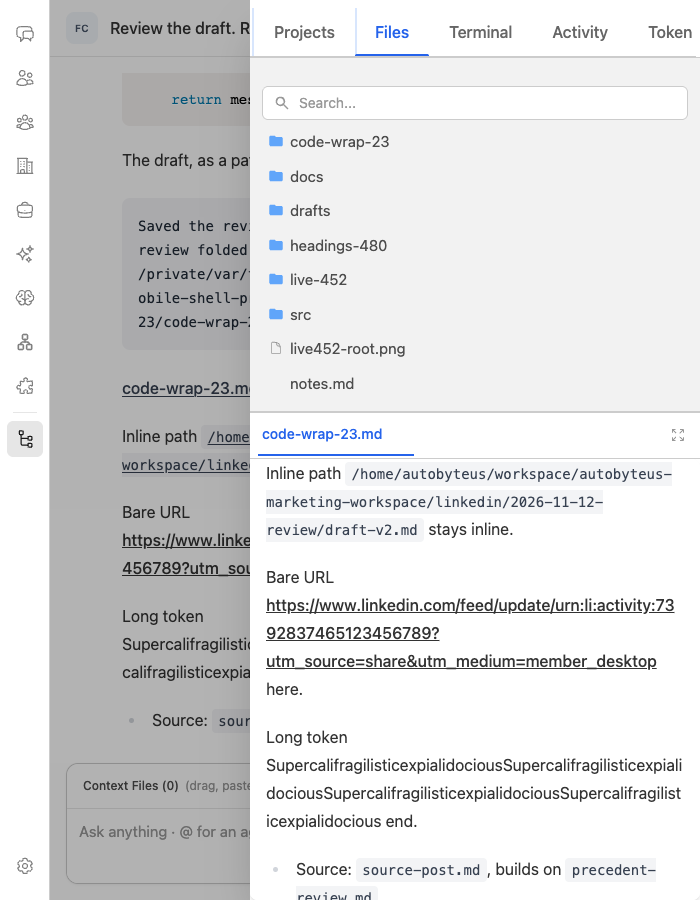 FC Review the draft. R
return mes
The draft, as a pa
Saved the revi
review folded
/private/var/
obile-shell-p
23/code-wrap-2
code-wrap-23.m
Inline path /home
workspace/linke
Bare URL
https://www.linke
456789?utm_sou
Long token
Supercalifragilistic
califragilisticexpia
Source: sour
Context Files (0) (drag, paste
Ask anything · @ for an a
Projects Files Terminal Activity Token
Search...
code-wrap-23
docs
drafts
headings-480
live-452
src
live452-root.png
notes.md
code-wrap-23.md
Inline path /home/autobyteus/workspace/autobyteus-
marketing-workspace/linkedin/2026-11-12-
review/draft-v2.md stays inline.
Bare URL
https://www.linkedin.com/feed/update/urn:li:activity:73
92837465123456789?
utm_source=share&utm_medium=member_desktop
here.
Long token
SupercalifragilisticexpialidociousSupercalifragilisticexpiali
dociousSupercalifragilisticexpialidociousSupercalifragilist
icexpialidocious end.
Source: source-post.md , builds on precedent-
review.md